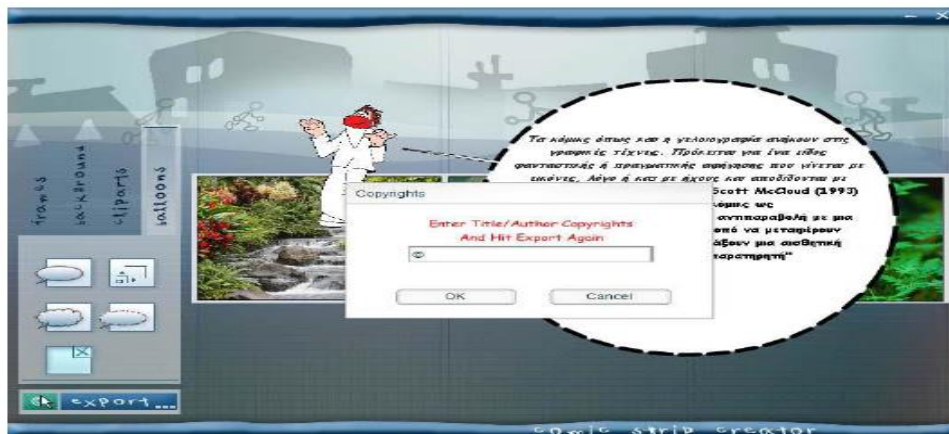 Τα κόμικς όπως και η γελοιογραφία ανήκουν στις
γραφικές τέχνες. Πρόκειται για ένα είδος
φανταστικής ή πραγματικής αφήγησης που γίνεται με
εικόνες, λόγο ή και με ήχους και αποδίδονται με
Scott McCloud (1993)
κόμικς ως
αντιπαραβολή με μια
σκοπό να μεταφέρουν
μια αισθητική
παρατηρητή"
Copyrights
Enter Title/Author Copyrights
And Hit Export Again
©
OK
Cancel
frames
background
cliparts
balloons
export...
comic strip creator